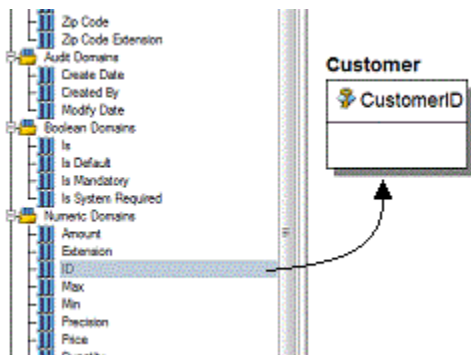 Zip Code
Zip Code Extension
Audit Domains
Create Date
Created By
Modify Date
Boolean Domains
Is
Is Default
Is Mandatory
Is System Required
Numeric Domains
Amount
Extension
ID
Max
Min
Precision
Price
Quantity
Customer
CustomerID